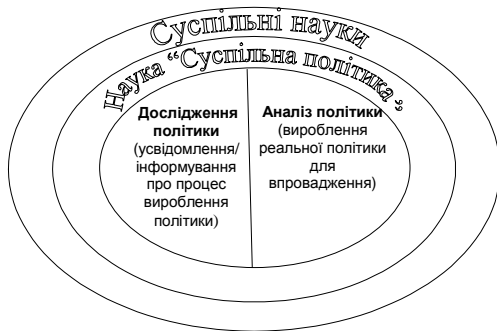 Суспільні науки
Наука “Суспільна політика”
Дослідження
політики
(усвідомлення/
інформування
про процес
вироблення
політики)
Аналіз політики
(вироблення
реальної політики
для
впровадження)